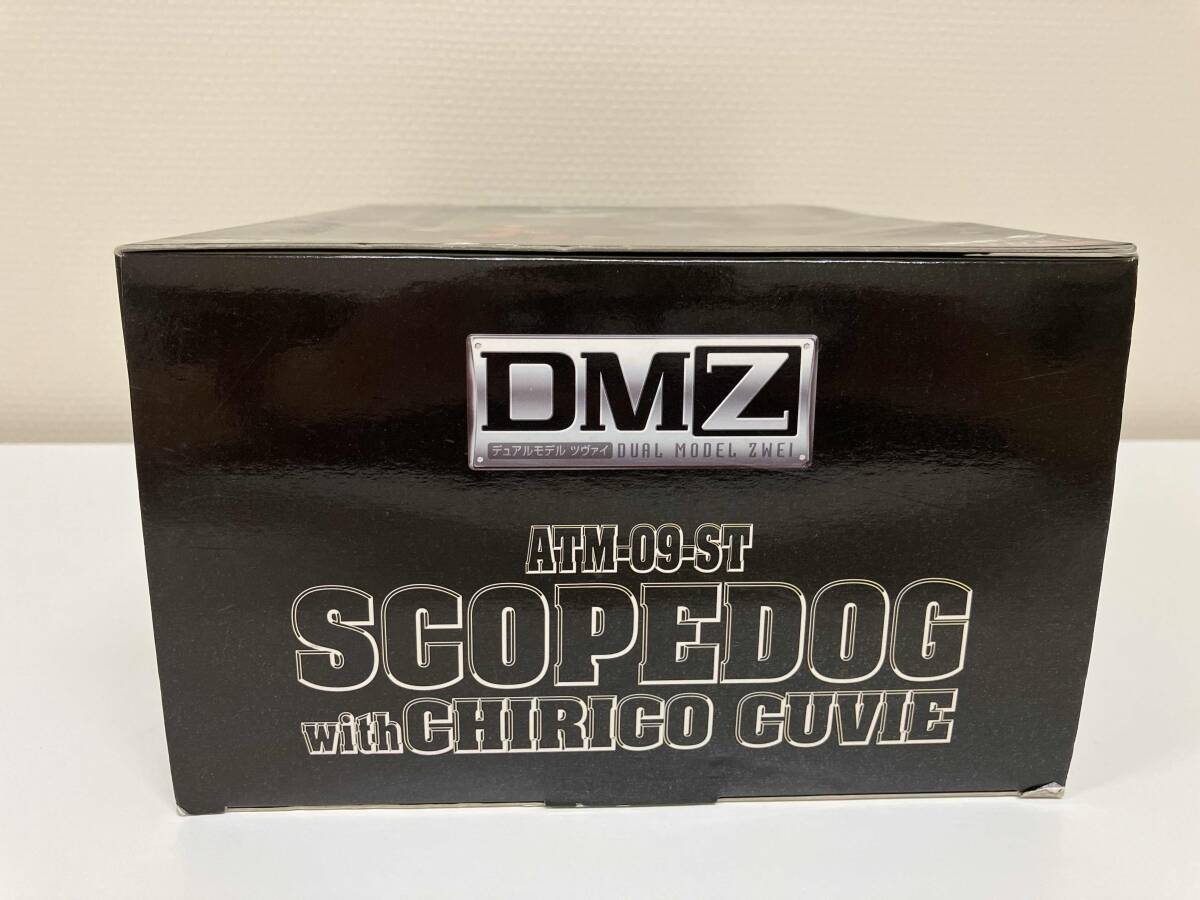 DMZ
デュアルモデル ツヴァイ DUAL MODEL ZWEI
ATM-09-ST
SCOPEDOG
with CHIRICO CUVIE